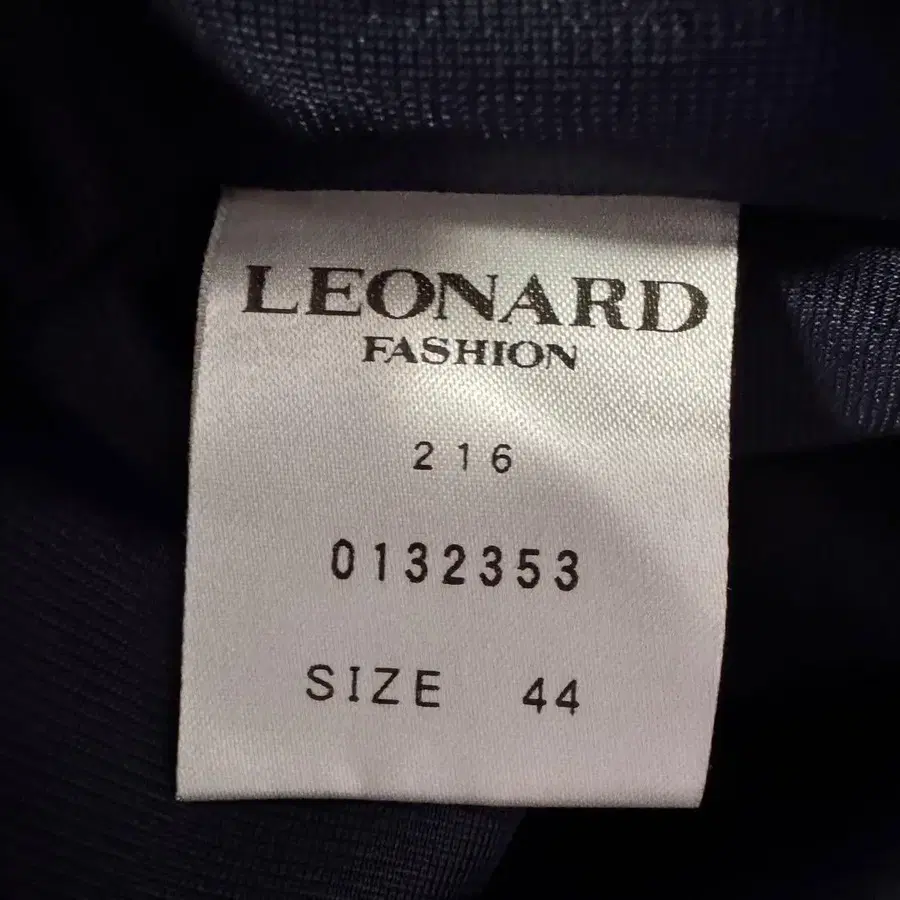 LEONARD
FASHION
216
0132353
SIZE 44